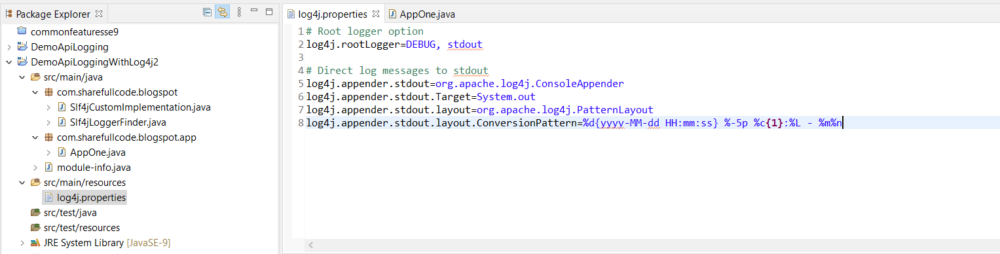 Package Explorer
commonfeaturesse9
DemoApiLogging
DemoApiLoggingWithLog4j2
src/main/java
com.sharefullcode.blogspot
Slf4jCustomImplementation.java
Slf4jLoggerFinder.java
com.sharefullcode.blogspot.app
AppOne.java
module-info.java
src/main/resources
log4j.properties
src/test/java
src/test/resources
JRE System Library [JavaSE-9]
log4j.properties
AppOne.java
1 # Root logger option
2 log4j.rootLogger=DEBUG, stdout
3
4 # Direct log messages to stdout
5 log4j.appender.stdout=org.apache.log4j.ConsoleAppender
6 log4j.appender.stdout.Target=System.out
7 log4j.appender.stdout.layout=org.apache.log4j.PatternLayout
8 log4j.appender.stdout.layout.ConversionPattern=%d{yyyy-MM-dd HH:mm:ss} %-5p %c{1}:%L - %m%n